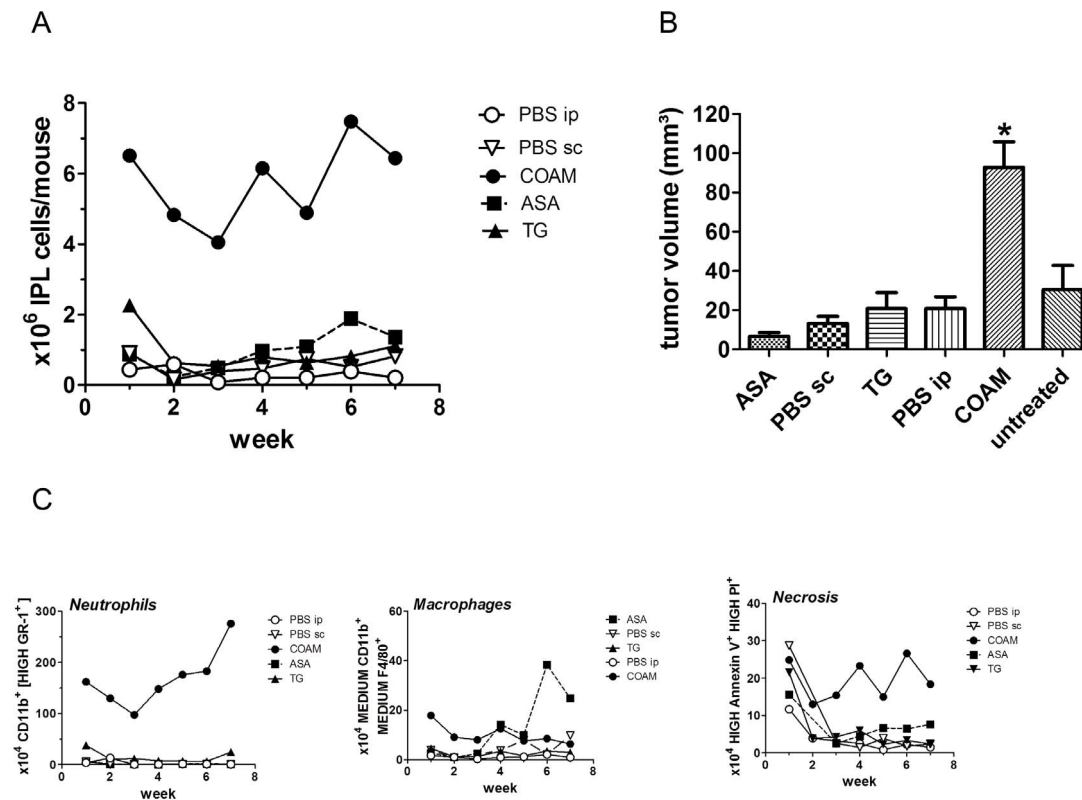 A
x10⁶ IPL cells/mouse
8
6
4
2
0
0 2 4 6 8
week
PBS ip
PBS sc
COAM
ASA
TG
B
tumor volume (mm³)
120
100
80
60
40
20
0
*
ASA
PBS sc
TG
PBS ip
COAM
untreated
C
Neutrophils
x10⁴ CD11b⁺ [HIGH GR-1⁺]
300
250
200
150
100
50
0
0 2 4 6 8
week
PBS ip
PBS sc
COAM
ASA
TG
Macrophages
x10⁴ MEDIUM CD11b⁺
MEDIUM F4/80⁺
60
40
20
0
0 2 4 6 8
week
ASA
PBS sc
TG
PBS ip
COAM
Necrosis
x10⁴ HIGH Annexin V⁺ HIGH PI⁺
40
30
20
10
0
0 2 4 6 8
week
PBS ip
PBS sc
COAM
ASA
TG